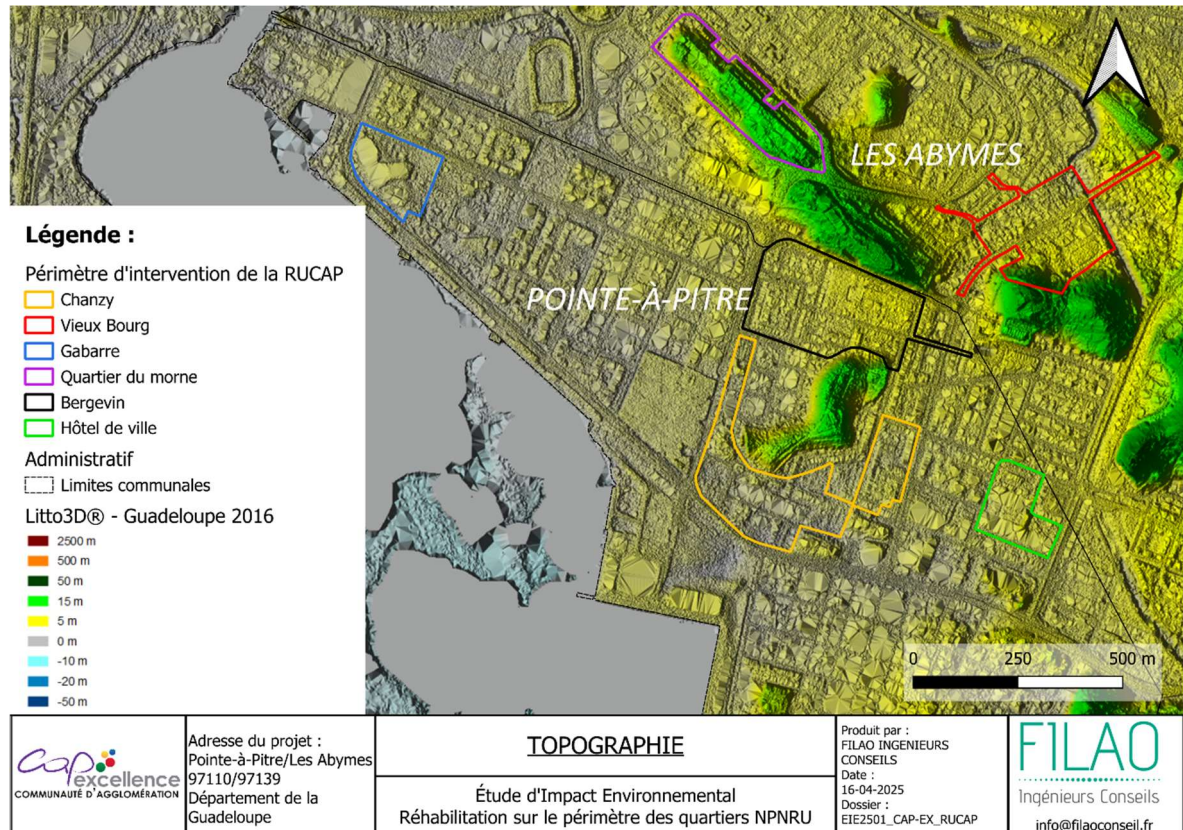 LES ABYMES
POINTE-À-PITRE
Légende :
Périmètre d'intervention de la RUCAP
Chanzy
Vieux Bourg
Gabarre
Quartier du morne
Bergevin
Hôtel de ville
Administratif
Limites communales
Litto3D® - Guadeloupe 2016
2500 m
500 m
50 m
15 m
5 m
0 m
-10 m
-20 m
-50 m
0 250 500 m
Cap excellence
COMMUNAUTÉ D'AGGLOMÉRATION
Adresse du projet :
Pointe-à-Pitre/Les Abymes
97110/97139
Département de la
Guadeloupe
TOPOGRAPHIE
Étude d'Impact Environnemental
Réhabilitation sur le périmètre des quartiers NPNRU
Produit par :
FILAO INGENIEURS
CONSEILS
Date :
16-04-2025
Dossier :
EIE2501_CAP-EX_RUCAP
FILAO
Ingénieurs Conseils
info@filaoconseil.fr